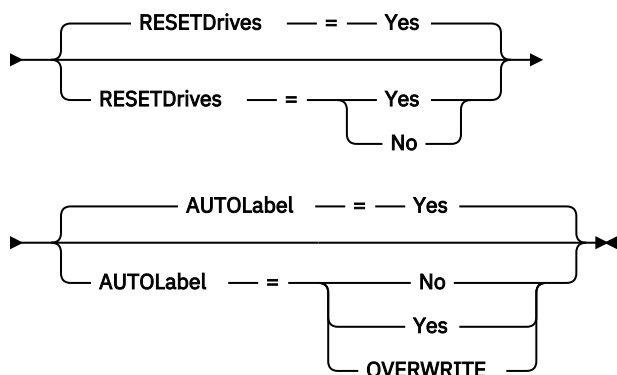 RESETDrives = Yes
RESETDrives = Yes
No
AUTOLabel = Yes
AUTOLabel = No
Yes
OVERWRITE